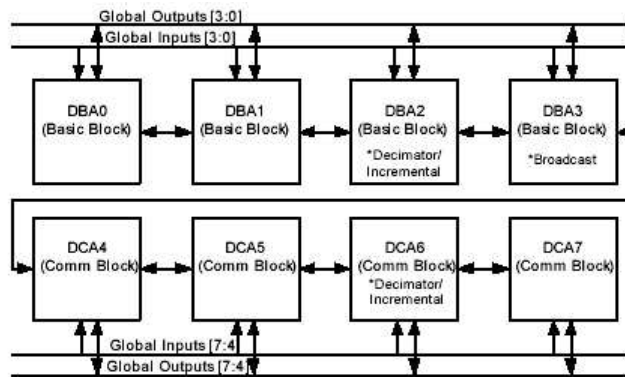 Global Outputs [3:0]
Global Inputs [3:0]
DBA0
(Basic Block)
DBA1
(Basic Block)
DBA2
(Basic Block)
*Decimator/
Incremental
DBA3
(Basic Block)
*Broadcast
DCA4
(Comm Block)
DCA5
(Comm Block)
DCA6
(Comm Block)
*Decimator/
Incremental
DCA7
(Comm Block)
Global Inputs [7:4
Global Outputs [7:4]